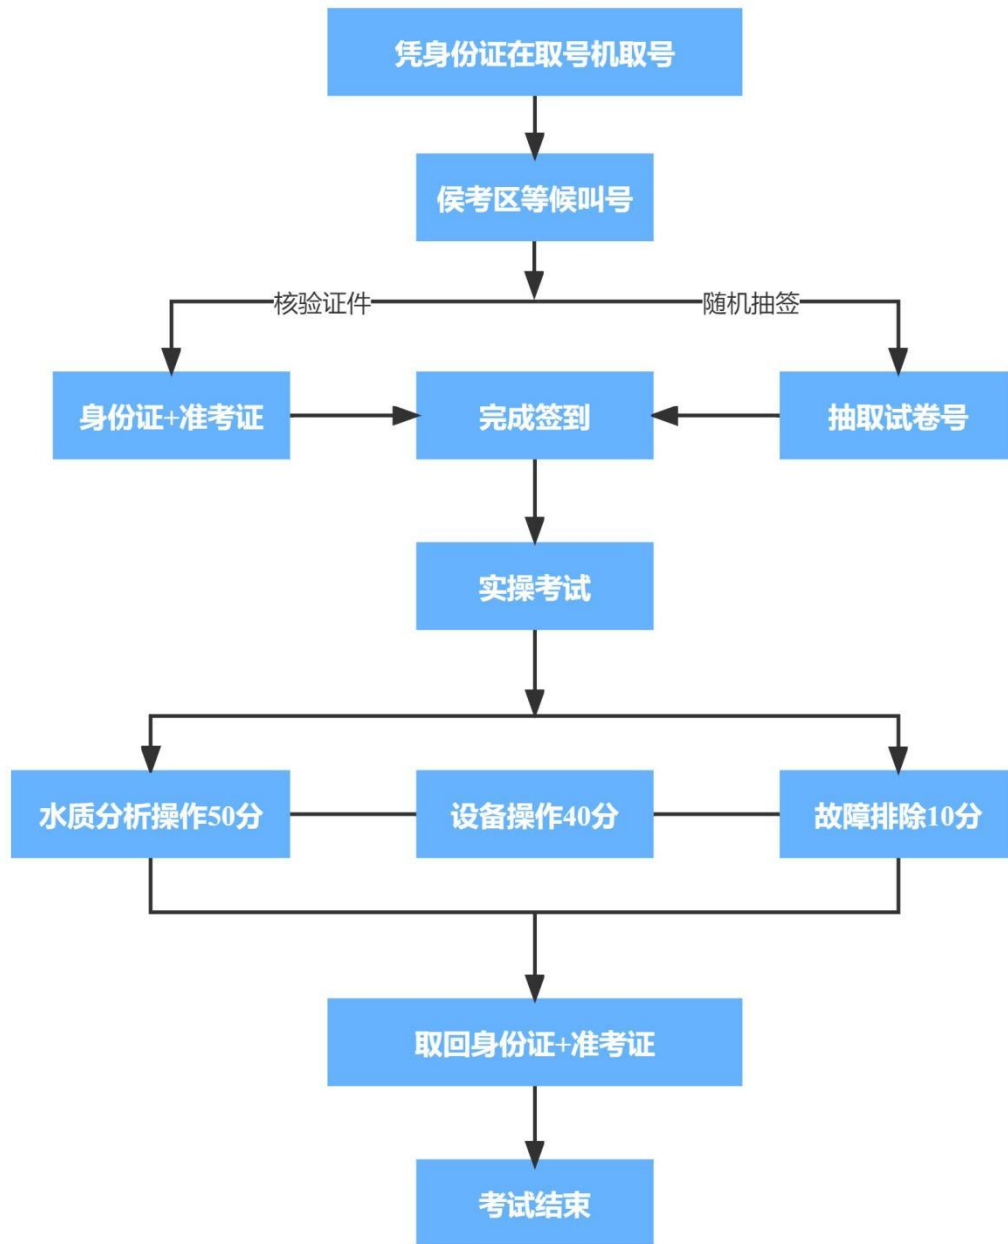 凭身份证在取号机取号
侯考区等候叫号
核验证件
随机抽签
身份证+准考证
完成签到
抽取试卷号
实操考试
水质分析操作50分
设备操作40分
故障排除10分
取回身份证+准考证
考试结束